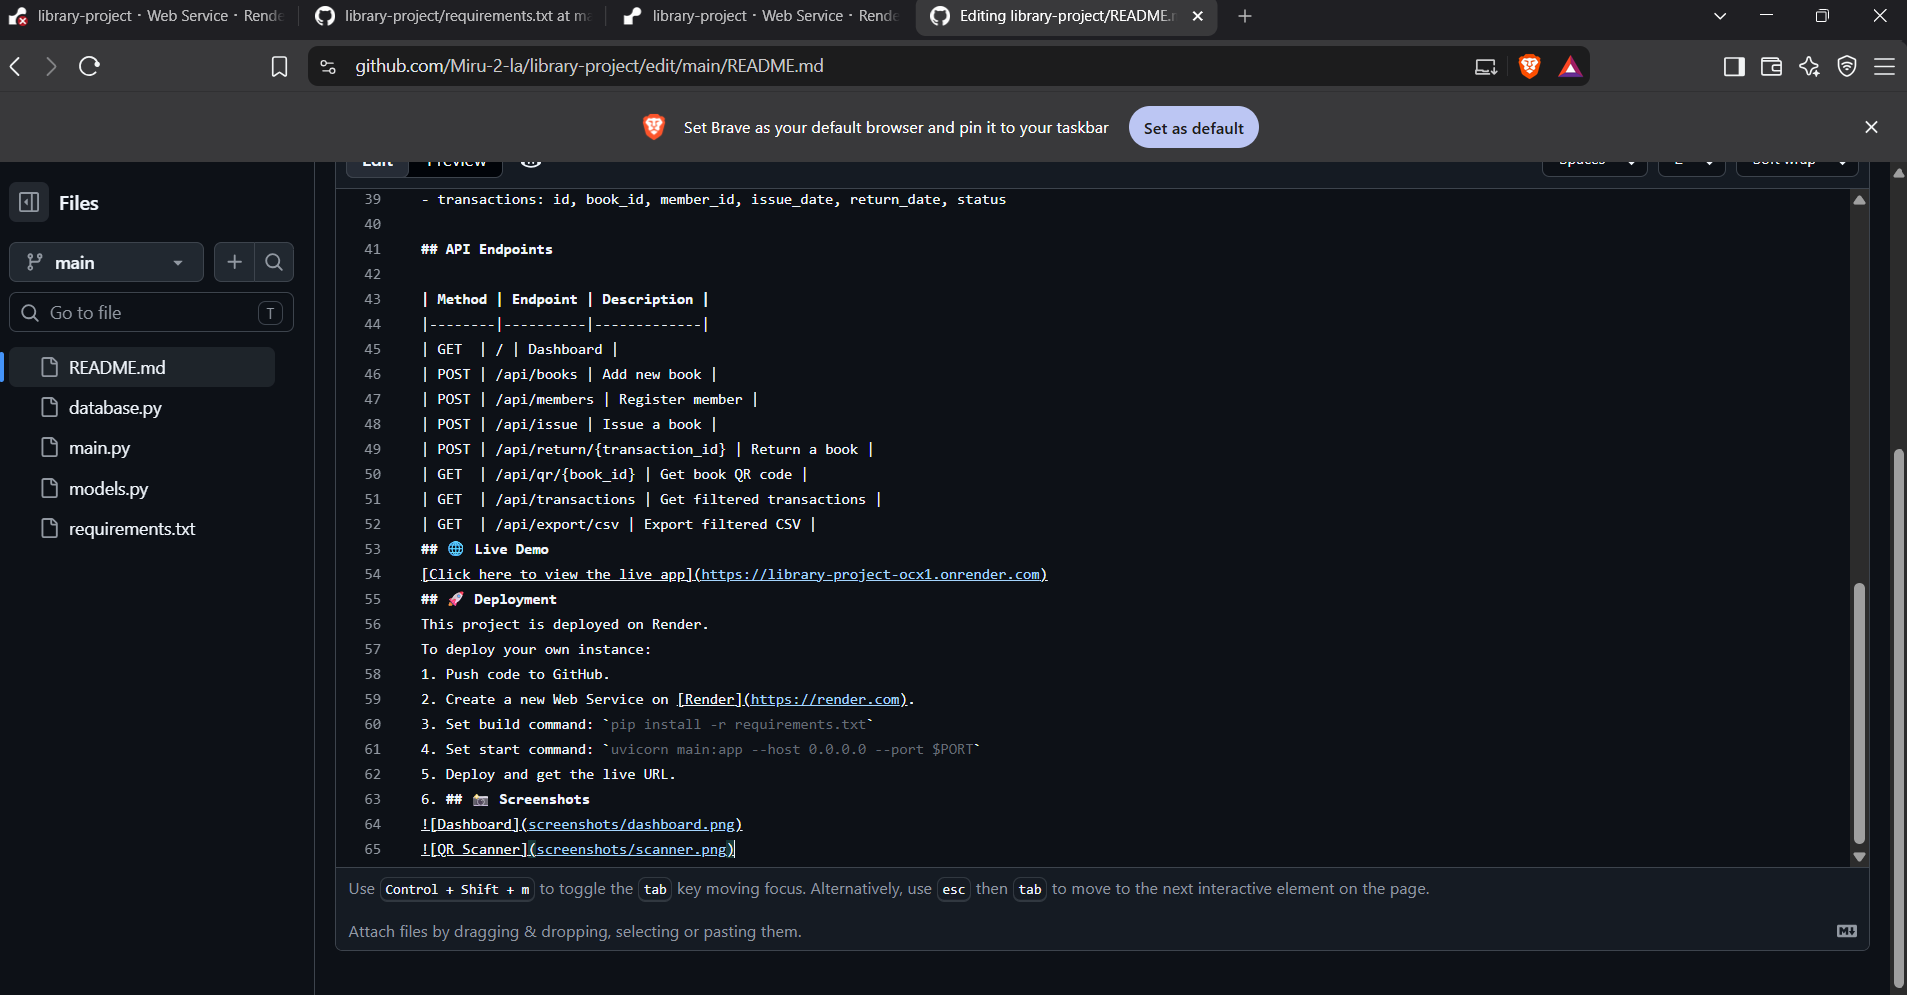 library-project · Web Service · Rende
library-project/requirements.txt at ma
library-project · Web Service · Rende
Editing library-project/README.m
github.com/Miru-2-la/library-project/edit/main/README.md
Set Brave as your default browser and pin it to your taskbar
Set as default
Edit
Preview
Spaces
2
Soft wrap
Files
main
Go to file
T
README.md
database.py
main.py
models.py
requirements.txt
39 - transactions: id, book_id, member_id, issue_date, return_date, status
40
41 ## API Endpoints
42
43 | Method | Endpoint | Description |
44 |--------|----------|-------------|
45 | GET  | / | Dashboard |
46 | POST | /api/books | Add new book |
47 | POST | /api/members | Register member |
48 | POST | /api/issue | Issue a book |
49 | POST | /api/return/{transaction_id} | Return a book |
50 | GET  | /api/qr/{book_id} | Get book QR code |
51 | GET  | /api/transactions | Get filtered transactions |
52 | GET  | /api/export/csv | Export filtered CSV |
53 ## 🌐 Live Demo
54 [Click here to view the live app](https://library-project-ocx1.onrender.com)
55 ## 🚀 Deployment
56 This project is deployed on Render.
57 To deploy your own instance:
58 1. Push code to GitHub.
59 2. Create a new Web Service on [Render](https://render.com).
60 3. Set build command: `pip install -r requirements.txt`
61 4. Set start command: `uvicorn main:app --host 0.0.0.0 --port $PORT`
62 5. Deploy and get the live URL.
63 6. ## 📸 Screenshots
64 ![Dashboard](screenshots/dashboard.png)
65 ![QR Scanner](screenshots/scanner.png)
Use Control + Shift + m to toggle the tab key moving focus. Alternatively, use esc then tab to move to the next interactive element on the page.
Attach files by dragging & dropping, selecting or pasting them.